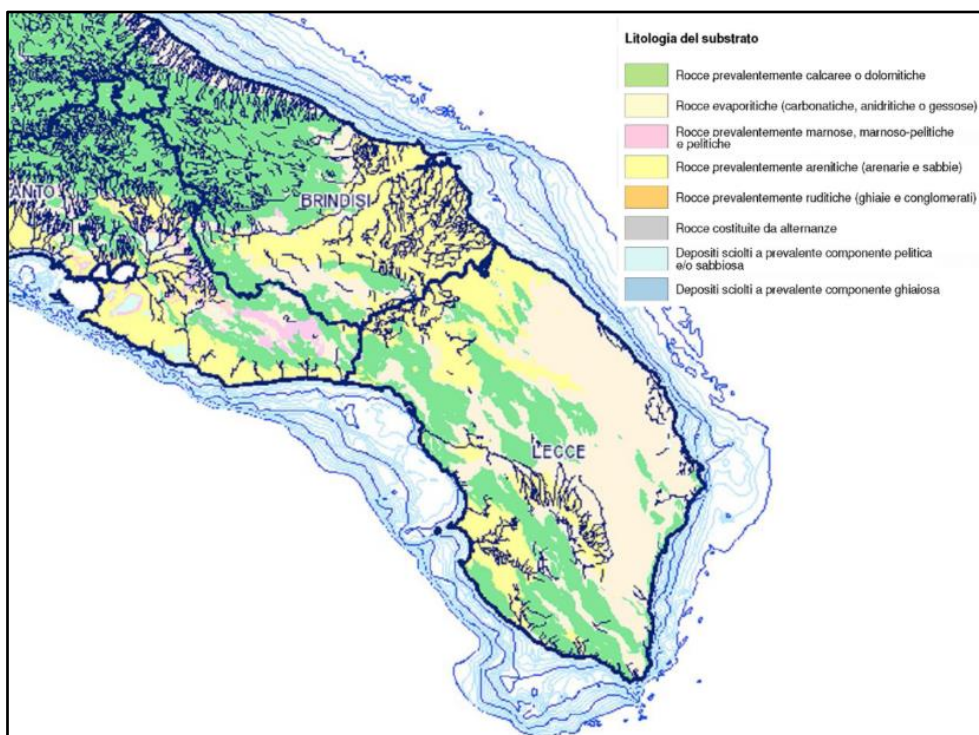 Litologia del substrato
Rocce prevalentemente calcaree o dolomitiche
Rocce evaporitiche (carbonatiche, anidritiche o gessose)
Rocce prevalentemente marnose, marnoso-pelitiche
e pelitiche
Rocce prevalentemente arenitiche (arenarie e sabbie)
Rocce prevalentemente ruditiche (ghiaie e conglomerati)
Rocce costituite da alternanze
Depositi sciolti a prevalente componente pelitica
e/o sabbiosa
Depositi sciolti a prevalente componente ghiaiosa
ANTO
BRINDISI
LECCE